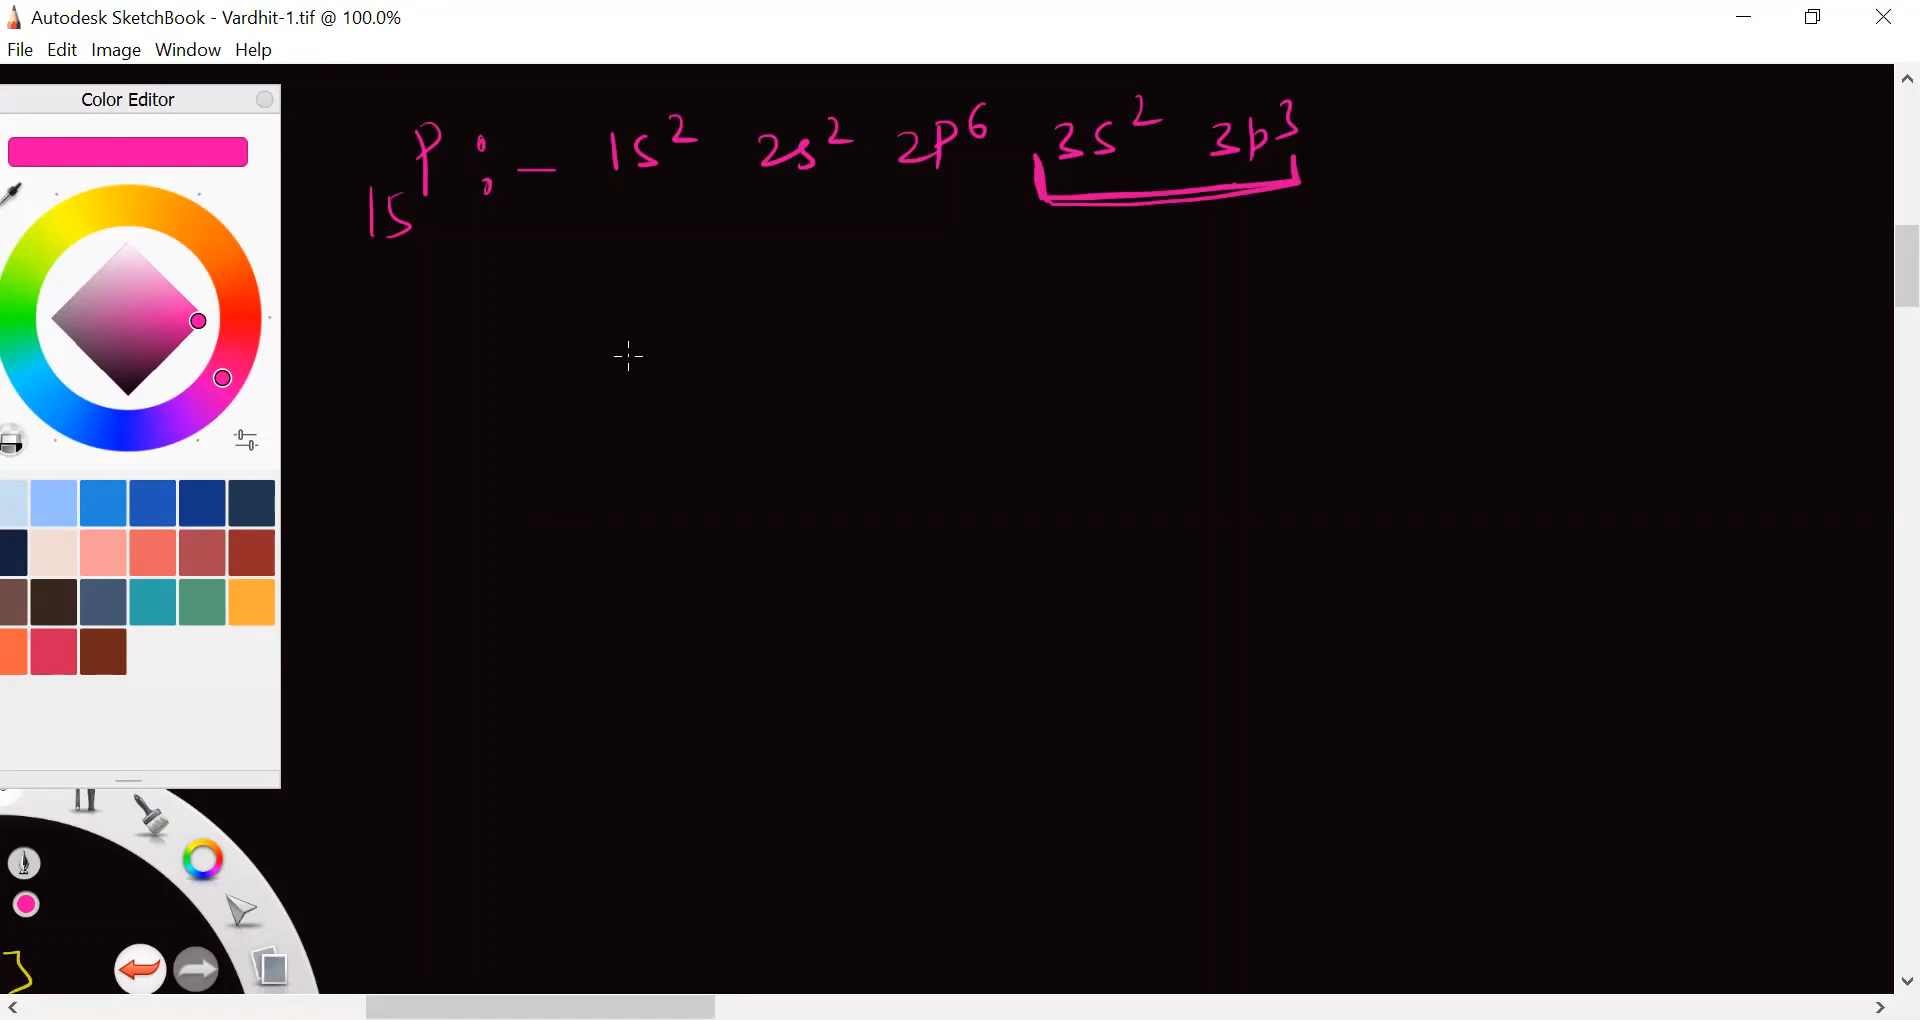 Autodesk SketchBook - Vardhit-1.tif @ 100.0%
File Edit Image Window Help
Color Editor
₁₅P :- 1s² 2s² 2p⁶ 3s² 3p³